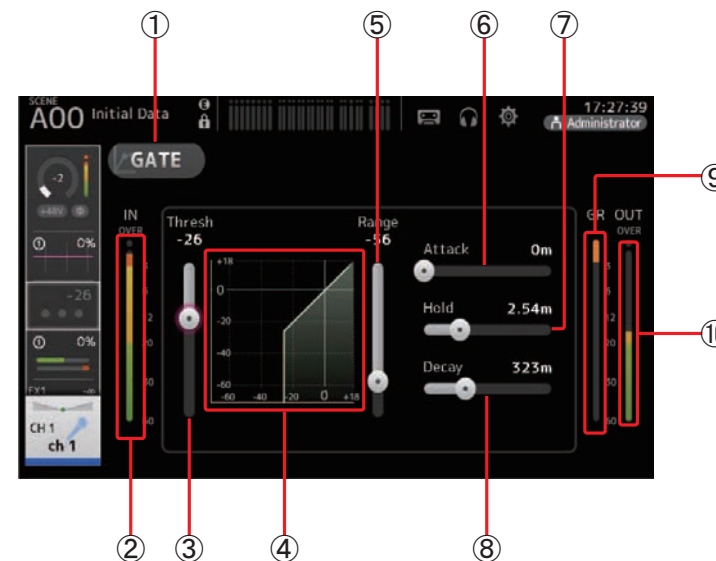 ① ⑤ ⑥ ⑦
SCENE
A00 Initial Data
E
17:27:39
Administrator
GATE
-2
+48V
0%
-26
0%
FX1 -∞
CH 1
ch 1
IN
OVER
Thresh
-26
Range
-56
+18
0
-20
-40
-60
-60 -40 -20 0 +18
Attack 0m
Hold 2.54m
Decay 323m
GR OUT
OVER
⑨
② ③ ④ ⑧